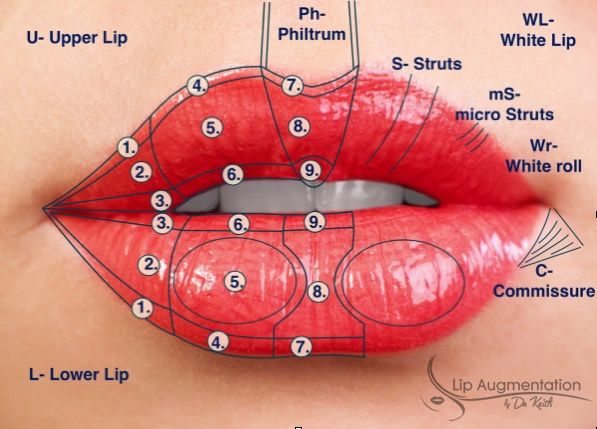 Ph-
Philtrum
WL-
White Lip
U- Upper Lip
S- Struts
4.
7.
mS-
micro Struts
5.
8.
1.
Wr-
White roll
2.
6.
9.
3.
3.
6.
9.
2.
5.
8.
C-
Commissure
1.
4.
7.
L- Lower Lip
Lip Augmentation
by Dr. Keith